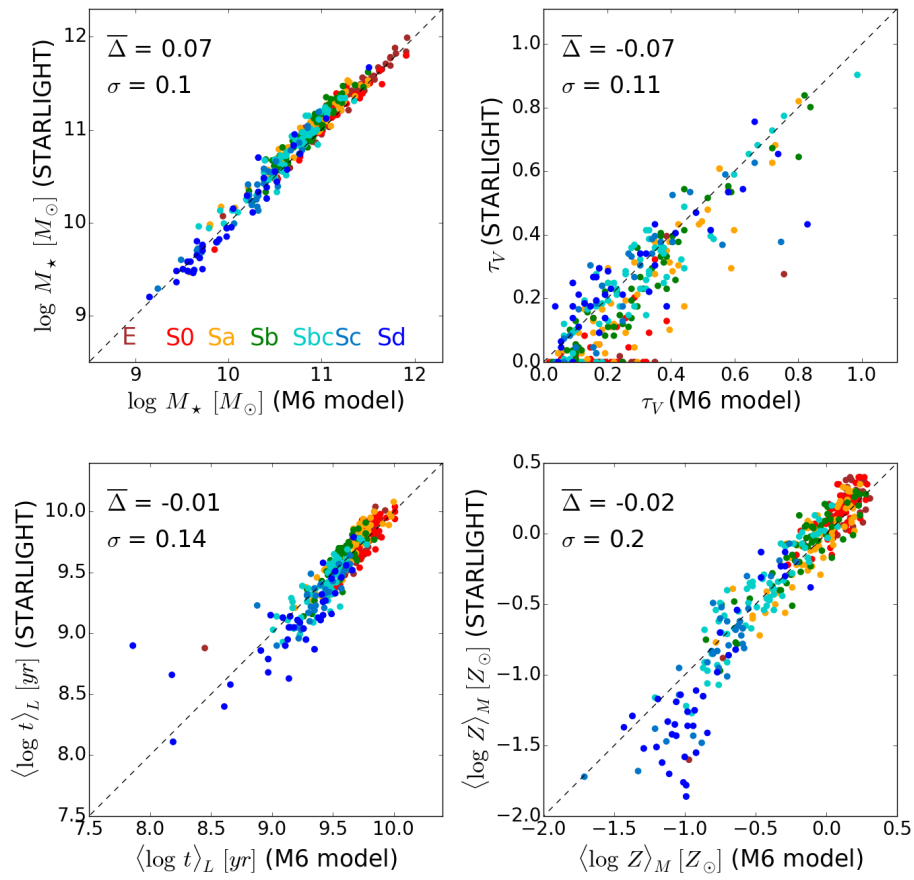 Δ̅ = 0.07
σ = 0.1
12
11
10
9
log M⋆ [M⊙] (STARLIGHT)
E S0 Sa Sb Sbc Sc Sd
9 10 11 12
log M⋆ [M⊙] (M6 model)
Δ̅ = -0.07
σ = 0.11
1.0
0.8
0.6
0.4
0.2
0.0
τV (STARLIGHT)
0.0 0.2 0.4 0.6 0.8 1.0
τV (M6 model)
Δ̅ = -0.01
σ = 0.14
10.0
9.5
9.0
8.5
8.0
7.5
⟨log t⟩L [yr] (STARLIGHT)
7.5 8.0 8.5 9.0 9.5 10.0
⟨log t⟩L [yr] (M6 model)
Δ̅ = -0.02
σ = 0.2
0.5
0.0
−0.5
−1.0
−1.5
−2.0
⟨log Z⟩M [Z⊙] (STARLIGHT)
−2.0 −1.5 −1.0 −0.5 0.0 0.5
⟨log Z⟩M [Z⊙] (M6 model)